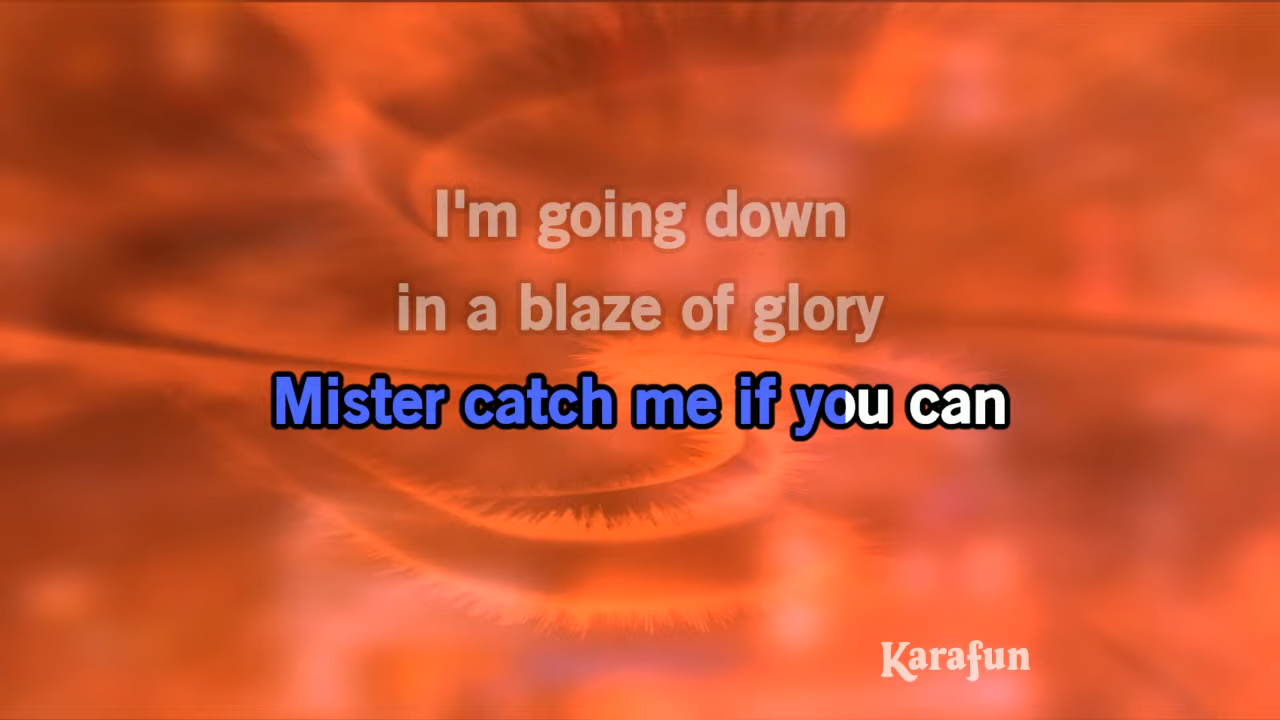 I'm going down
in a blaze of glory
Mister catch me if you can
Karafun